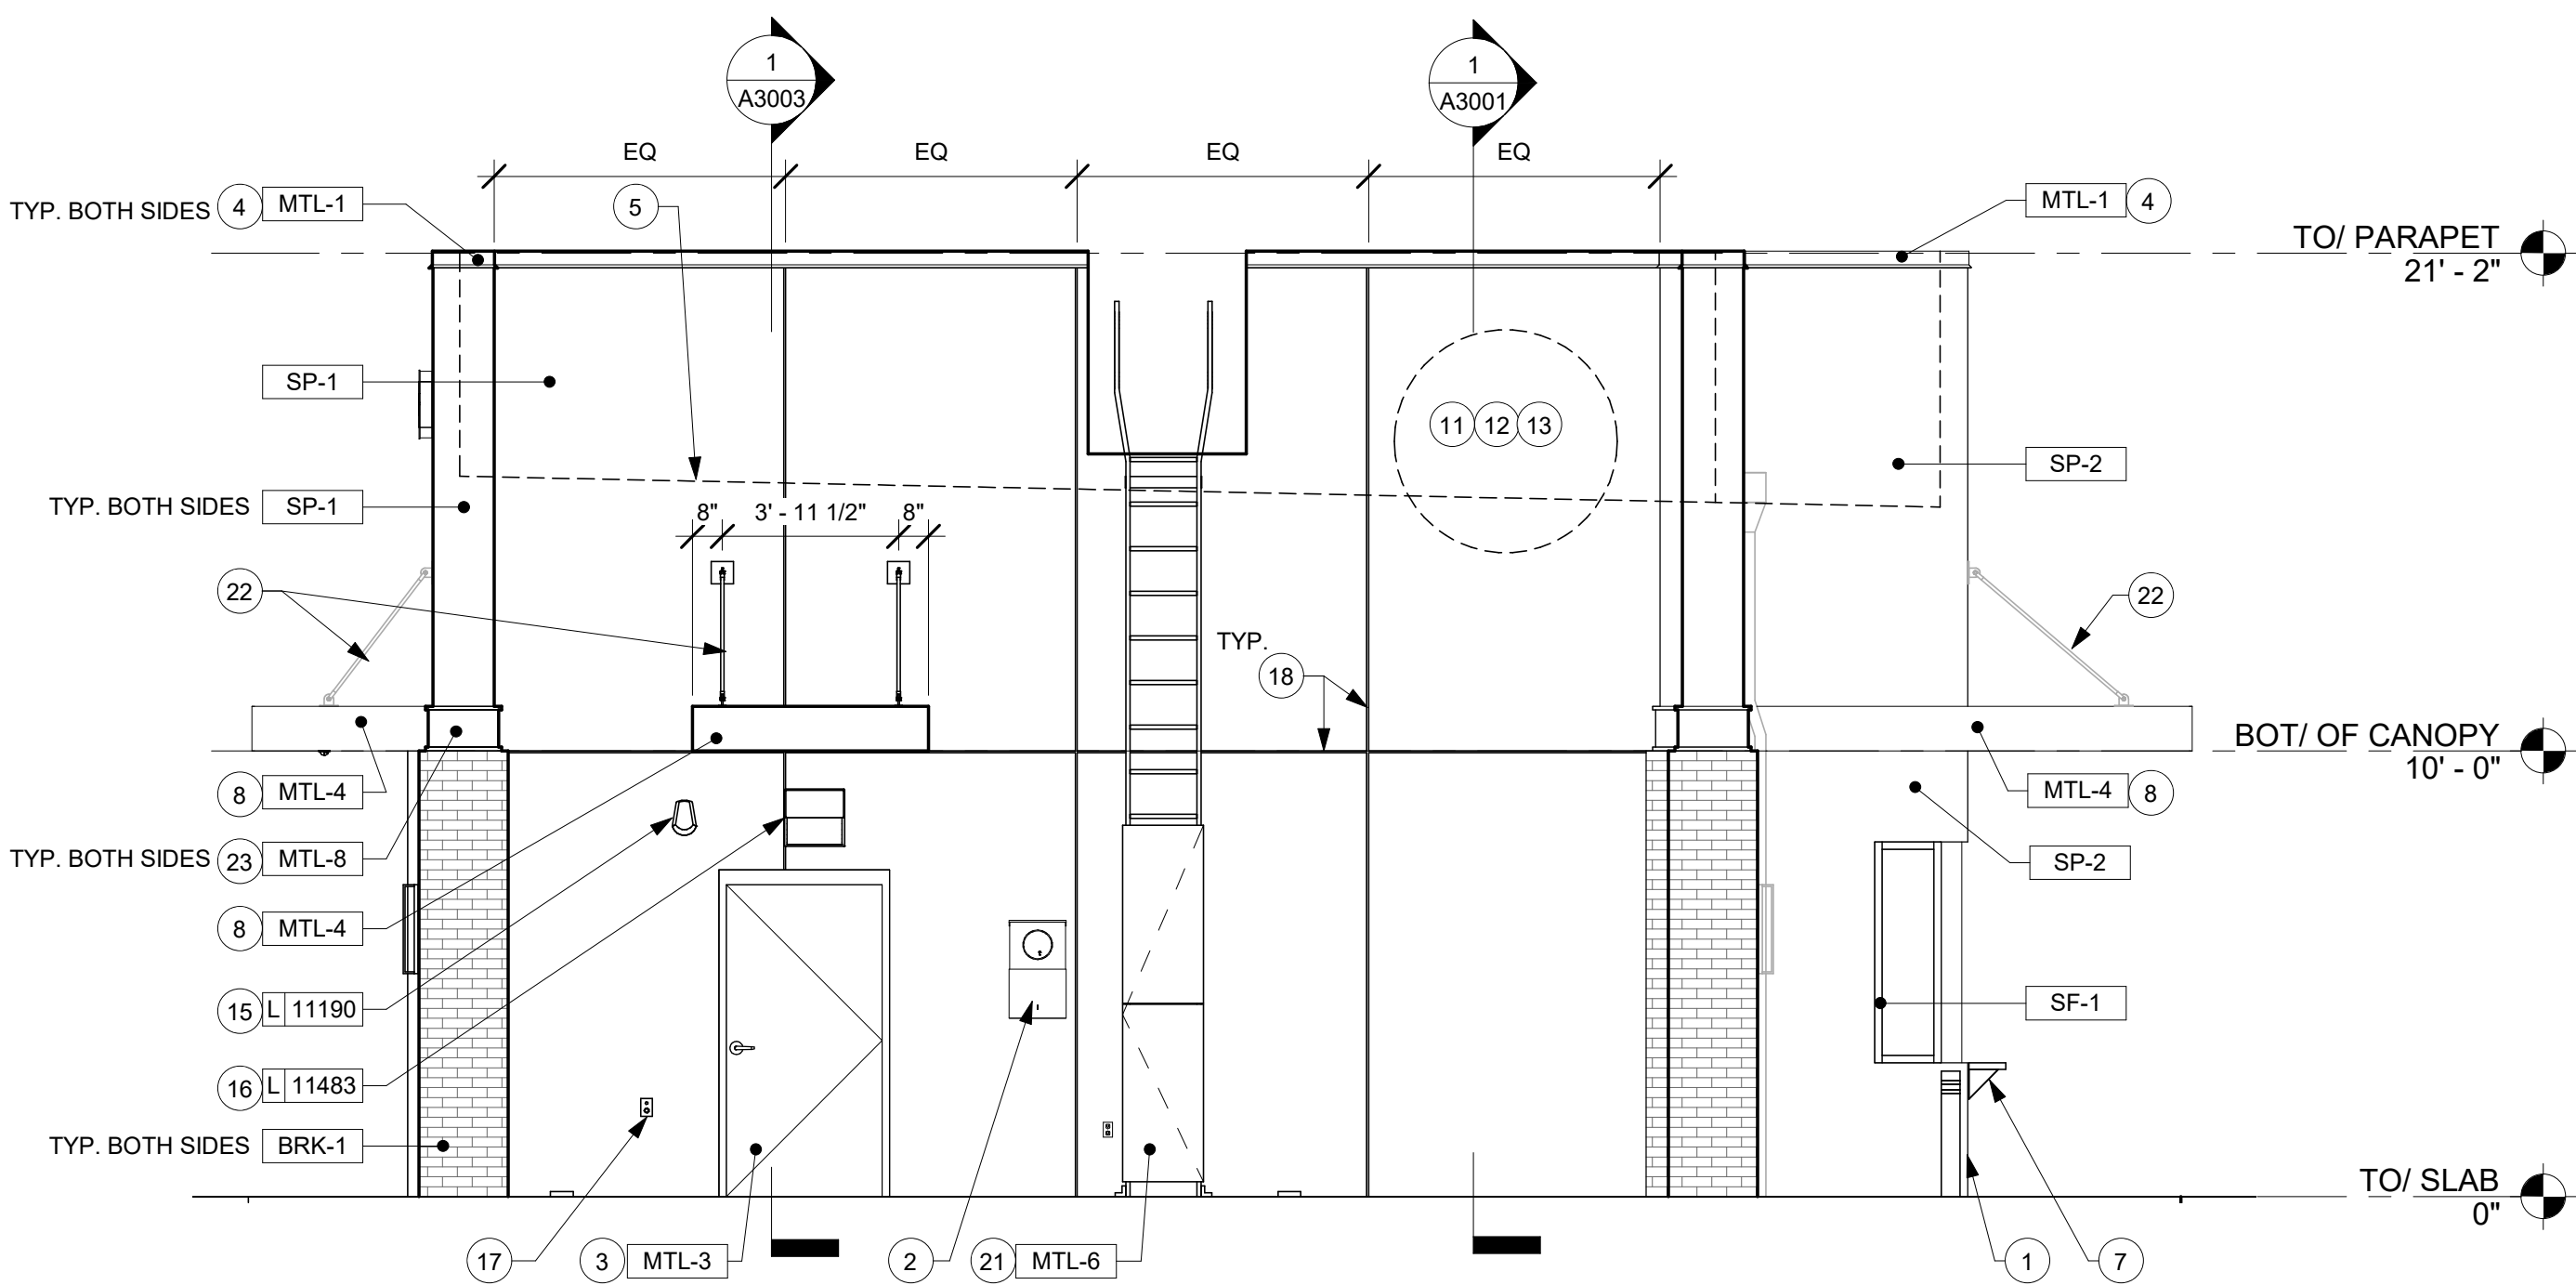 1
A3003
1
A3001
EQ
EQ
EQ
EQ
TYP. BOTH SIDES 4 MTL-1
5
MTL-1 4
TO/ PARAPET
21' - 2"
SP-1
11 12 13
SP-2
TYP. BOTH SIDES SP-1
8"
3' - 11 1/2"
8"
22
22
TYP.
18
BOT/ OF CANOPY
10' - 0"
8 MTL-4
MTL-4 8
TYP. BOTH SIDES 23 MTL-8
SP-2
8 MTL-4
15 L 11190
SF-1
16 L 11483
TYP. BOTH SIDES BRK-1
TO/ SLAB
0"
17
3 MTL-3
2
21 MTL-6
1
7